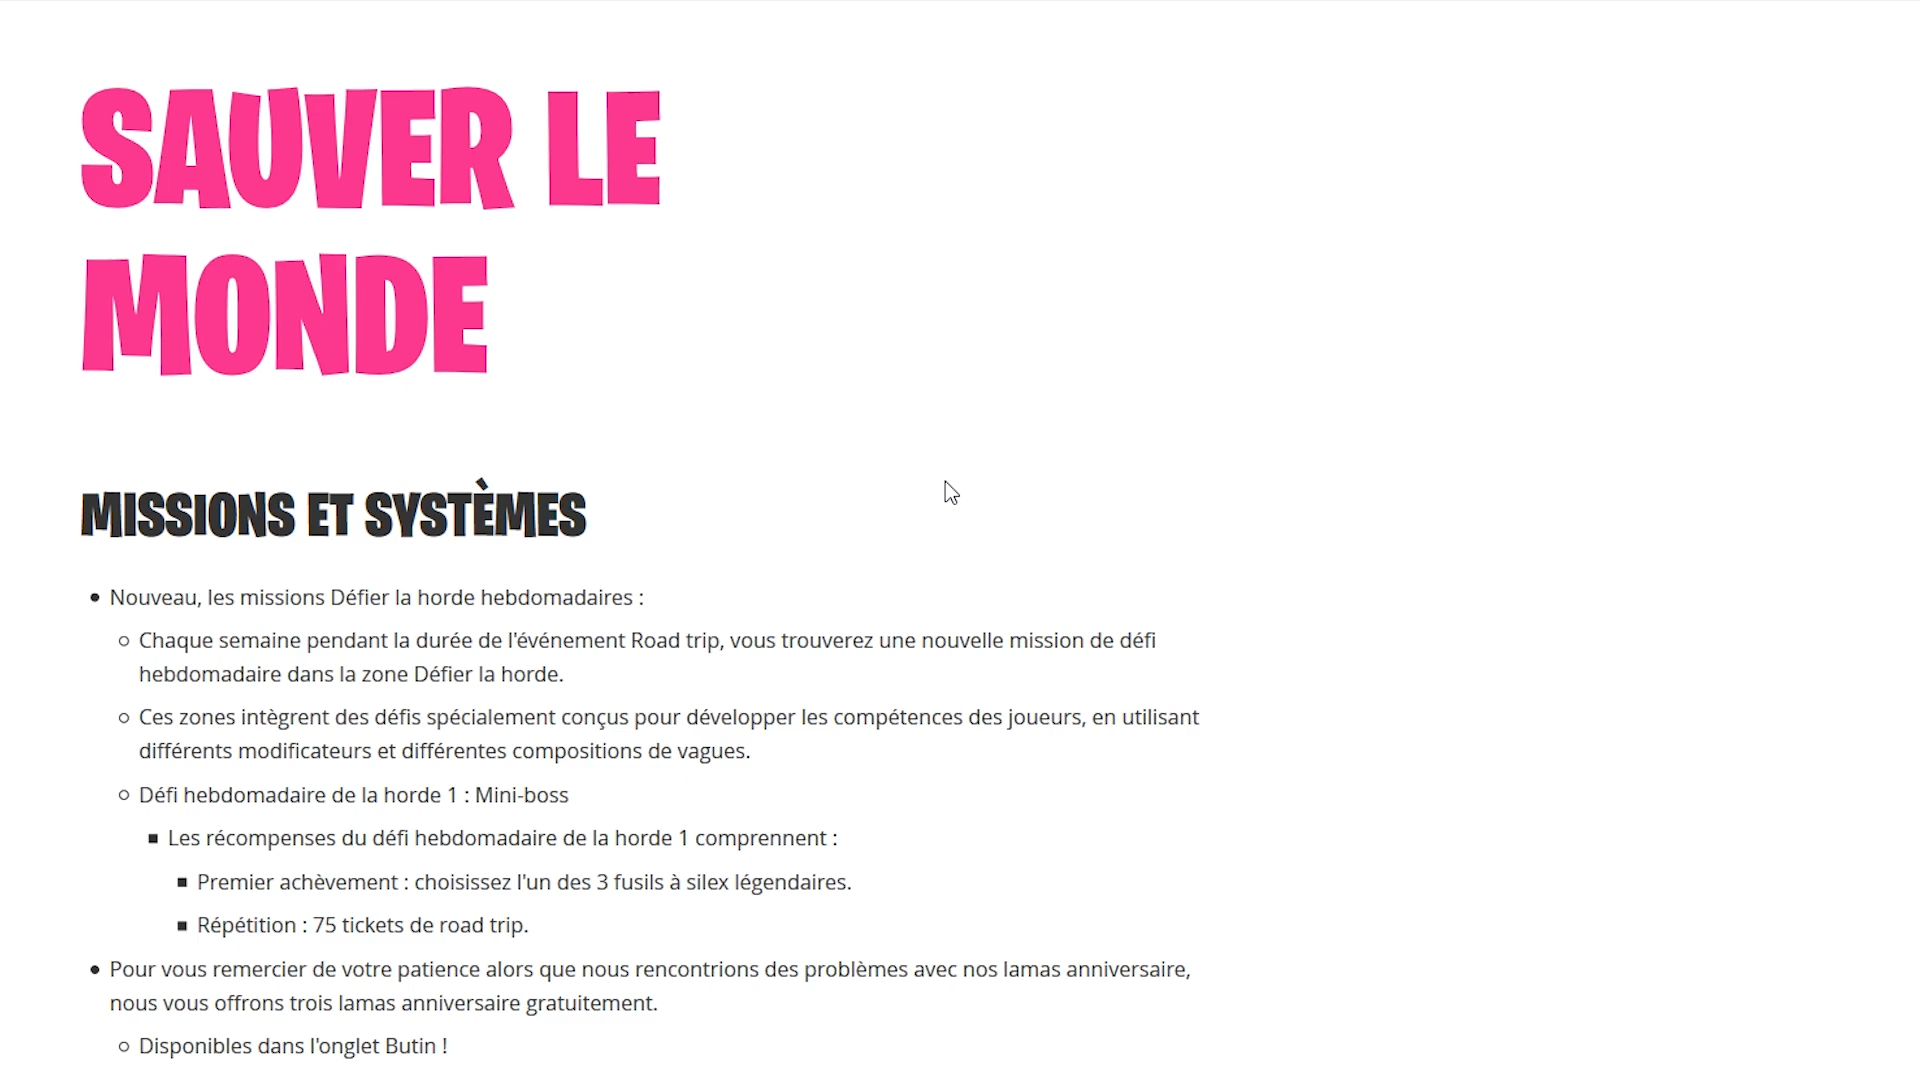 SAUVER LE
MONDE
MISSIONS ET SYSTÈMES
Nouveau, les missions Défier la horde hebdomadaires :
Chaque semaine pendant la durée de l'événement Road trip, vous trouverez une nouvelle mission de défi
hebdomadaire dans la zone Défier la horde.
Ces zones intègrent des défis spécialement conçus pour développer les compétences des joueurs, en utilisant
différents modificateurs et différentes compositions de vagues.
Défi hebdomadaire de la horde 1 : Mini-boss
Les récompenses du défi hebdomadaire de la horde 1 comprennent :
Premier achèvement : choisissez l'un des 3 fusils à silex légendaires.
Répétition : 75 tickets de road trip.
Pour vous remercier de votre patience alors que nous rencontrions des problèmes avec nos lamas anniversaire,
nous vous offrons trois lamas anniversaire gratuitement.
Disponibles dans l'onglet Butin !